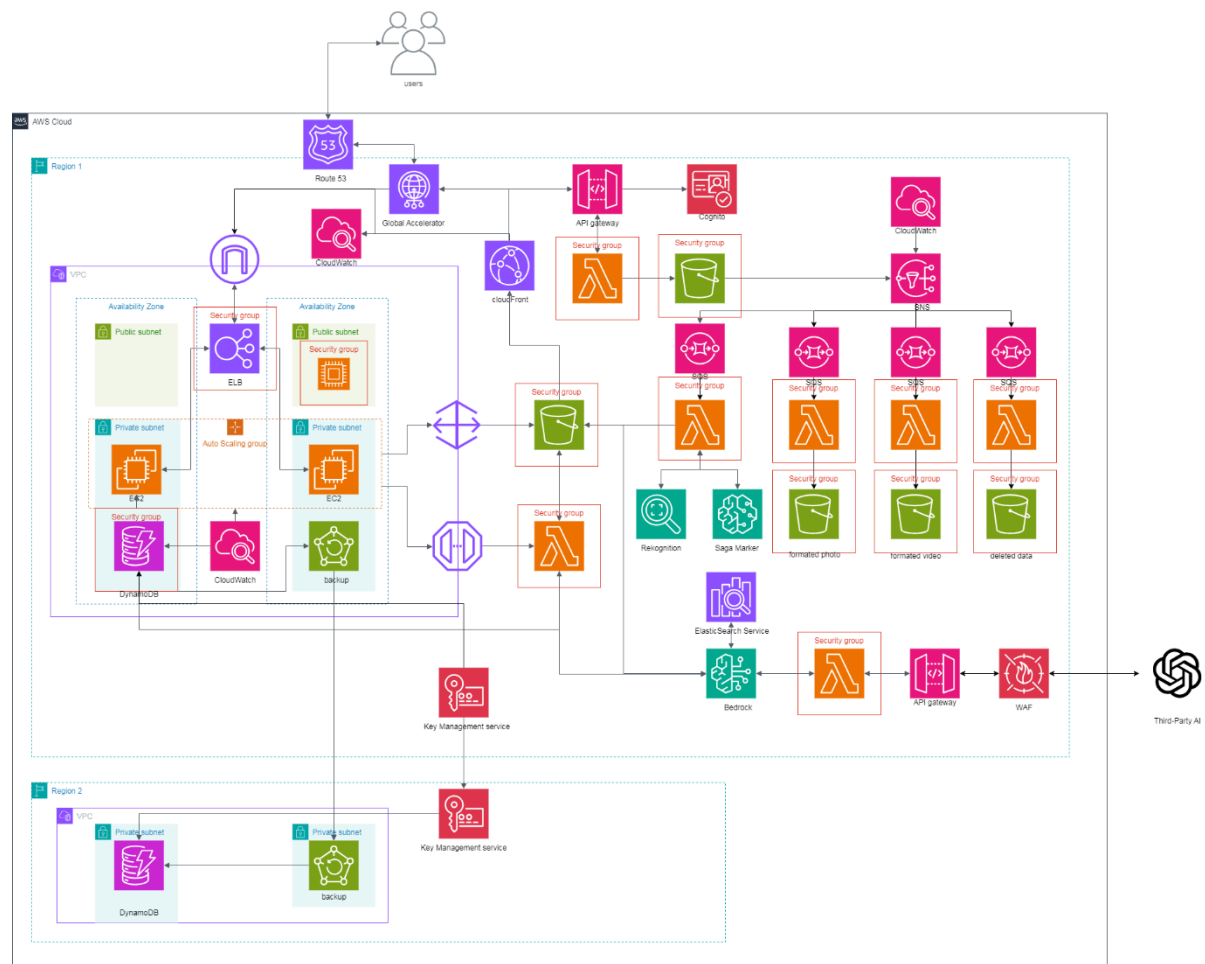 users
aws
AWS Cloud
53
Route 53
Region 1
Global Accelerator
API gateway
Cognito
CloudWatch
CloudWatch
Security group
Security group
cloudFront
SNS
VPC
Availability Zone
Availability Zone
Security group
Public subnet
Public subnet
Security group
ELB
SQS
SQS
SQS
SQS
Security group
Security group
Security group
Security group
Security group
Private subnet
Private subnet
Auto Scaling group
EC2
EC2
Security group
Security group
Security group
Security group
Security group
Rekognition
Saga Marker
formated photo
formated video
deleted data
DynamoDB
CloudWatch
backup
ElasticSearch Service
Security group
Bedrock
API gateway
WAF
Third-Party AI
Key Management service
Region 2
VPC
Private subnet
Private subnet
Key Management service
DynamoDB
backup